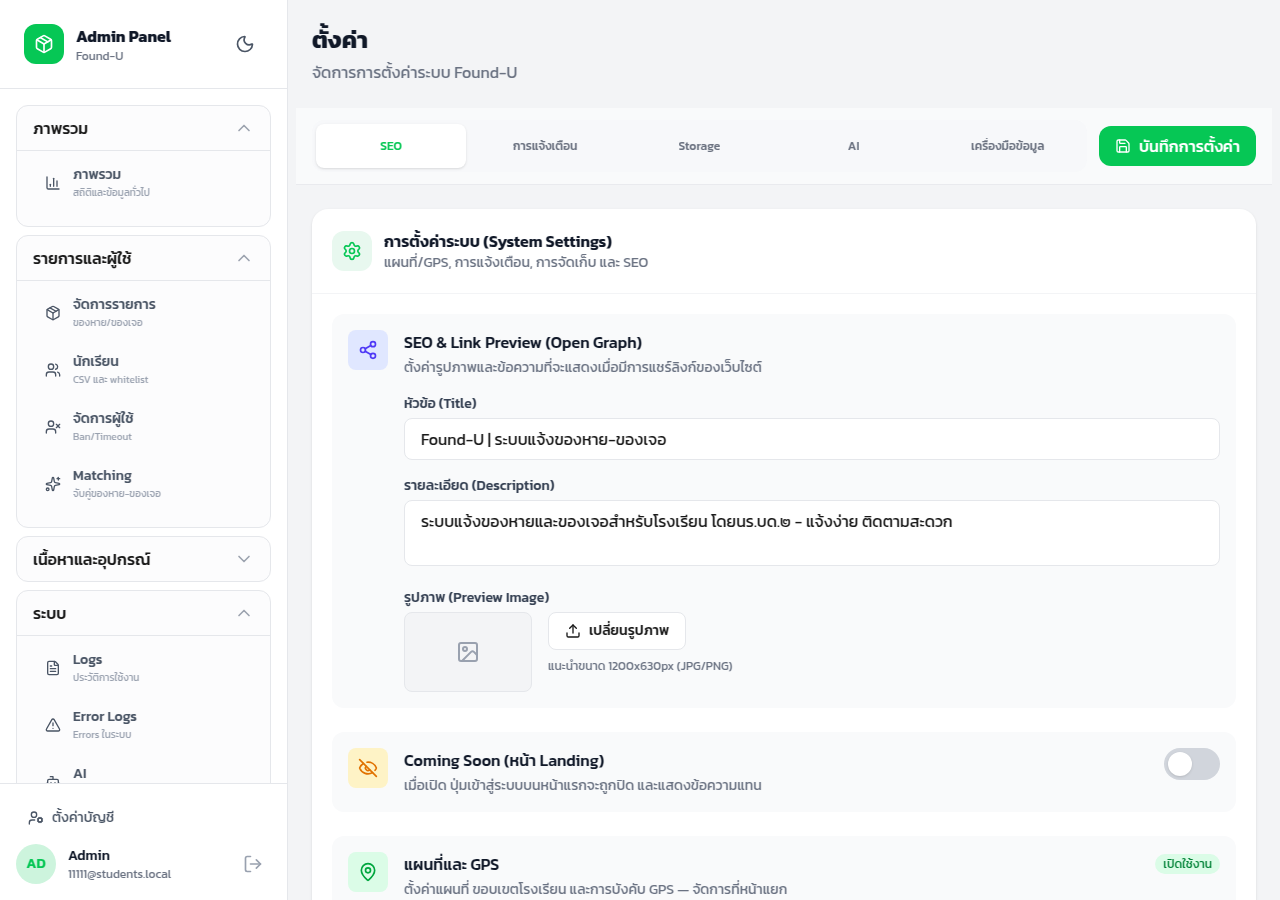 Admin Panel
Found-U
ภาพรวม
ภาพรวม
สถิติและข้อมูลทั่วไป
รายการและผู้ใช้
จัดการรายการ
ของหาย/ของเจอ
นักเรียน
CSV และ whitelist
จัดการผู้ใช้
Ban/Timeout
Matching
จับคู่ของหาย-ของเจอ
เนื้อหาและอุปกรณ์
ระบบ
Logs
ประวัติการใช้งาน
Error Logs
Errors ในระบบ
AI
ตั้งค่าบัญชี
AD
Admin
11111@students.local
ตั้งค่า
จัดการการตั้งค่าระบบ Found-U
SEO
การแจ้งเตือน
Storage
AI
เครื่องมือข้อมูล
บันทึกการตั้งค่า
การตั้งค่าระบบ (System Settings)
แผนที่/GPS, การแจ้งเตือน, การจัดเก็บ และ SEO
SEO & Link Preview (Open Graph)
ตั้งค่ารูปภาพและข้อความที่จะแสดงเมื่อมีการแชร์ลิงก์ของเว็บไซต์
หัวข้อ (Title)
Found-U | ระบบแจ้งของหาย-ของเจอ
รายละเอียด (Description)
ระบบแจ้งของหายและของเจอสำหรับโรงเรียน โดยนร.บด.๒ - แจ้งง่าย ติดตามสะดวก
รูปภาพ (Preview Image)
เปลี่ยนรูปภาพ
แนะนำขนาด 1200x630px (JPG/PNG)
Coming Soon (หน้า Landing)
เมื่อเปิด ปุ่มเข้าสู่ระบบบนหน้าแรกจะถูกปิด และแสดงข้อความแทน
แผนที่และ GPS
เปิดใช้งาน
ตั้งค่าแผนที่ ขอบเขตโรงเรียน และการบังคับ GPS — จัดการที่หน้าแยก